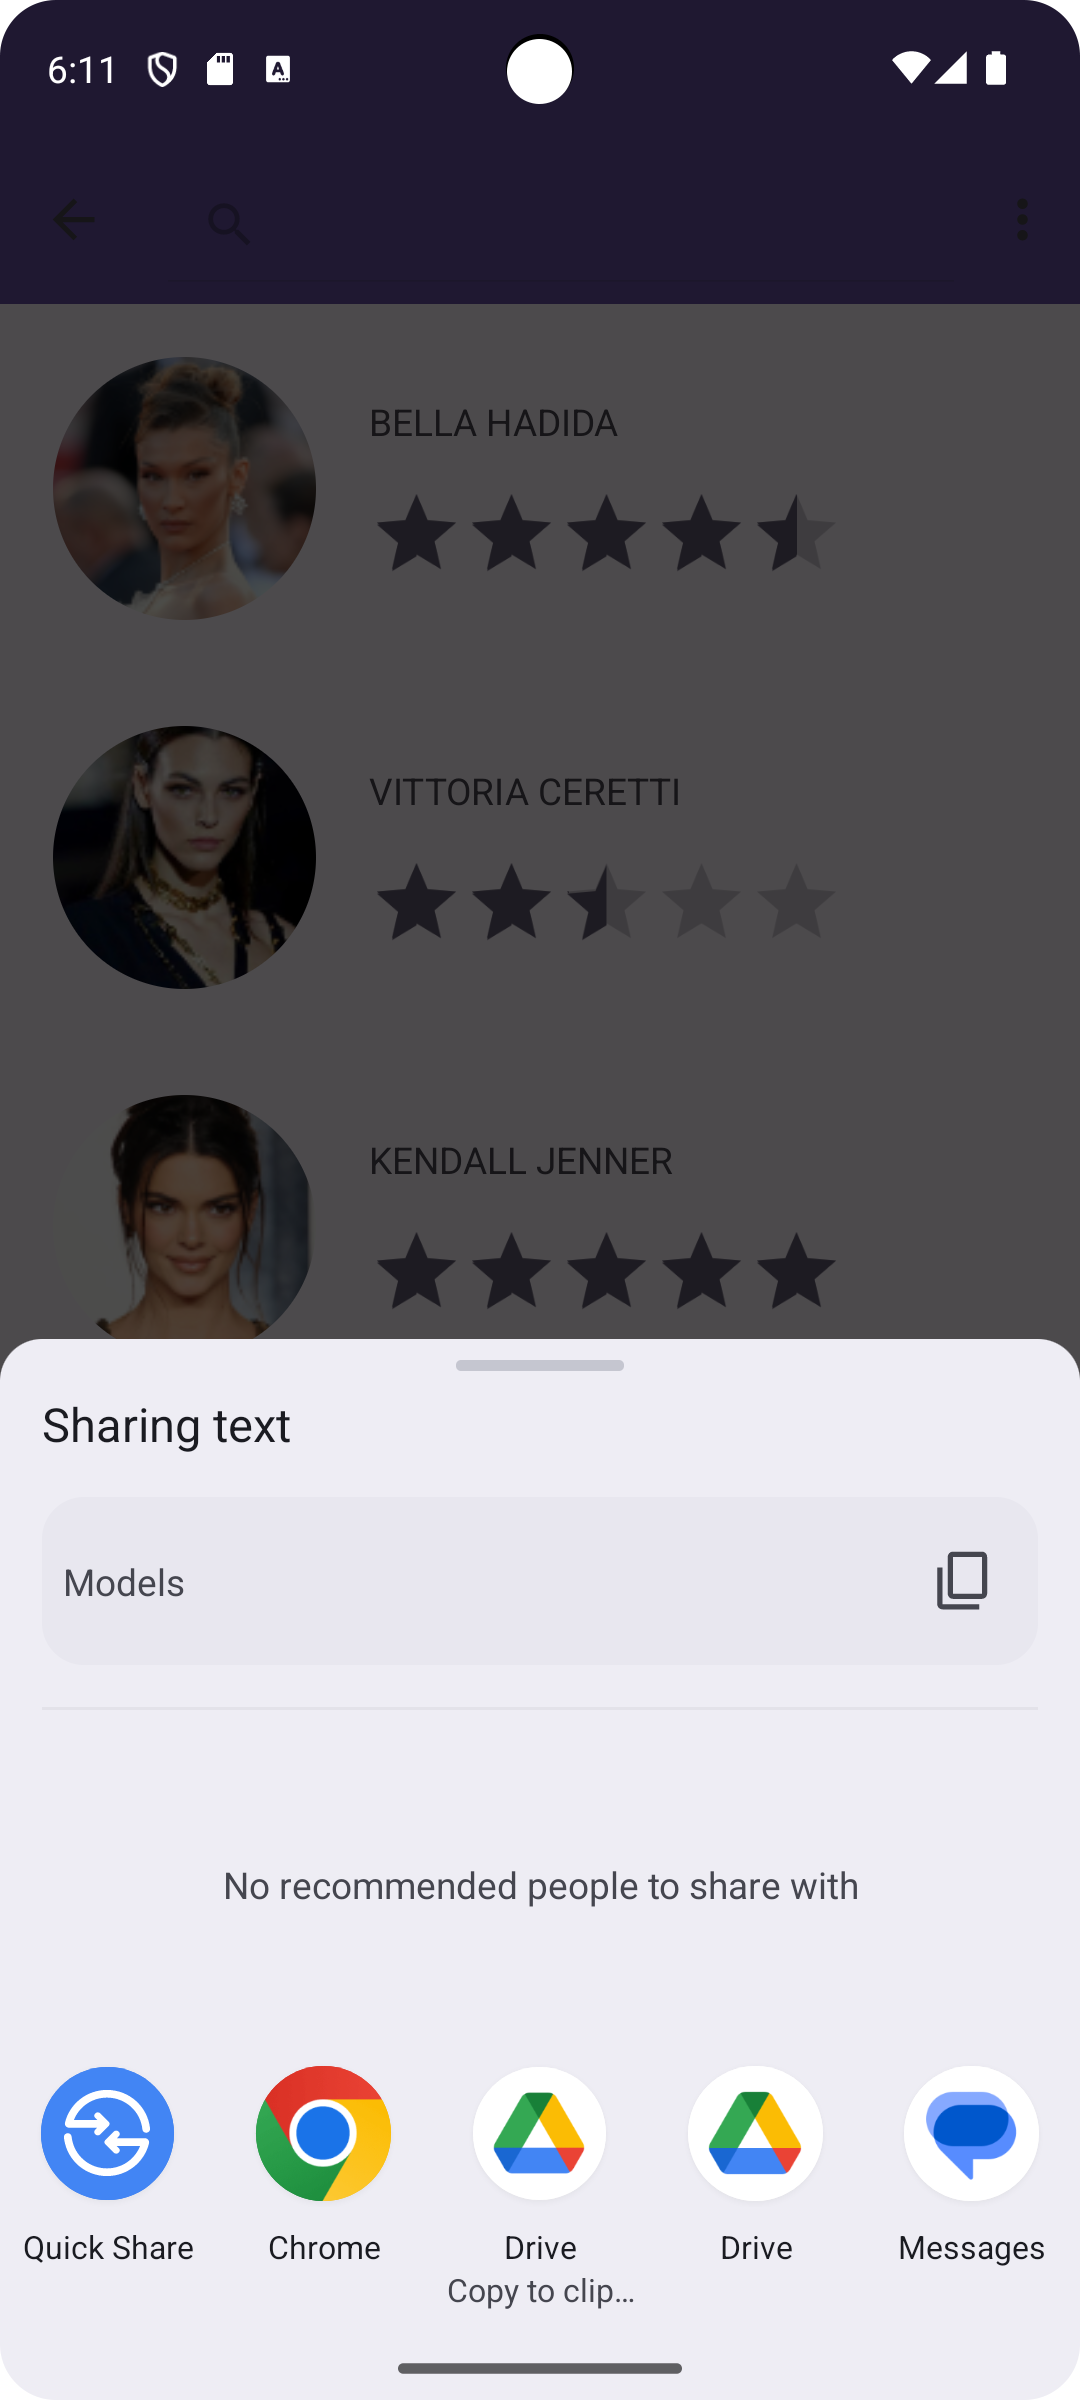 6:11
BELLA HADIDA
VITTORIA CERETTI
KENDALL JENNER
Sharing text
Models
No recommended people to share with
Quick Share
Chrome
Drive
Copy to clip...
Drive
Messages